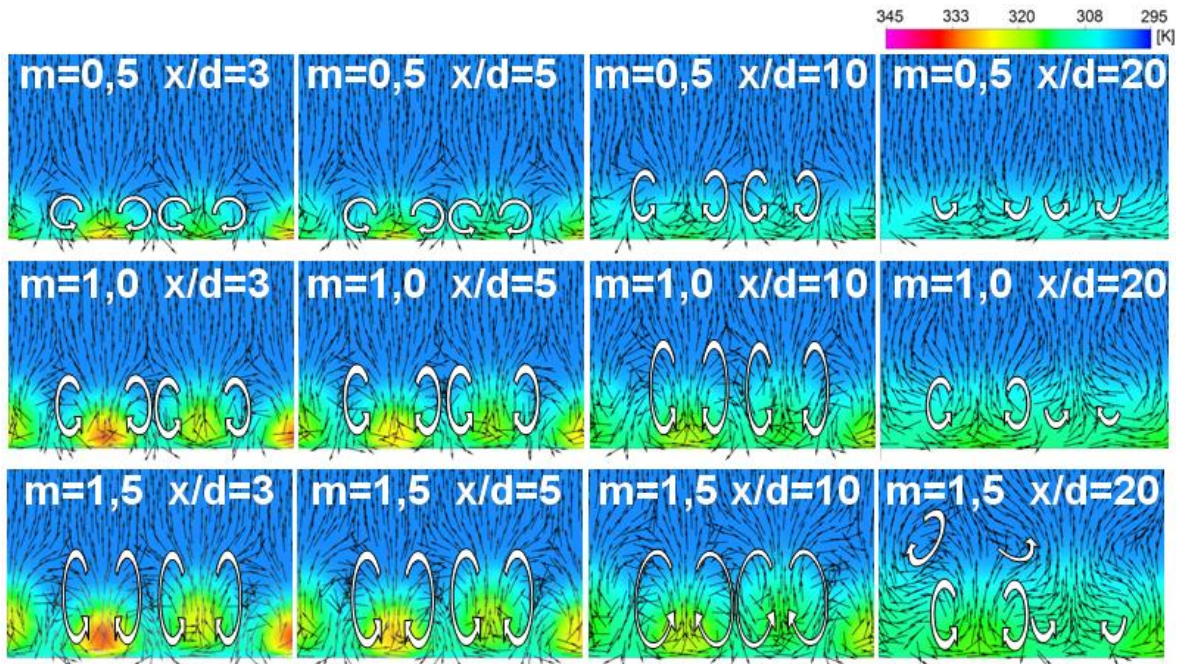 345 333 320 308 295
[K]
m=0,5 x/d=3
m=0,5 x/d=5
m=0,5 x/d=10
m=0,5 x/d=20
m=1,0 x/d=3
m=1,0 x/d=5
m=1,0 x/d=10
m=1,0 x/d=20
m=1,5 x/d=3
m=1,5 x/d=5
m=1,5 x/d=10
m=1,5 x/d=20